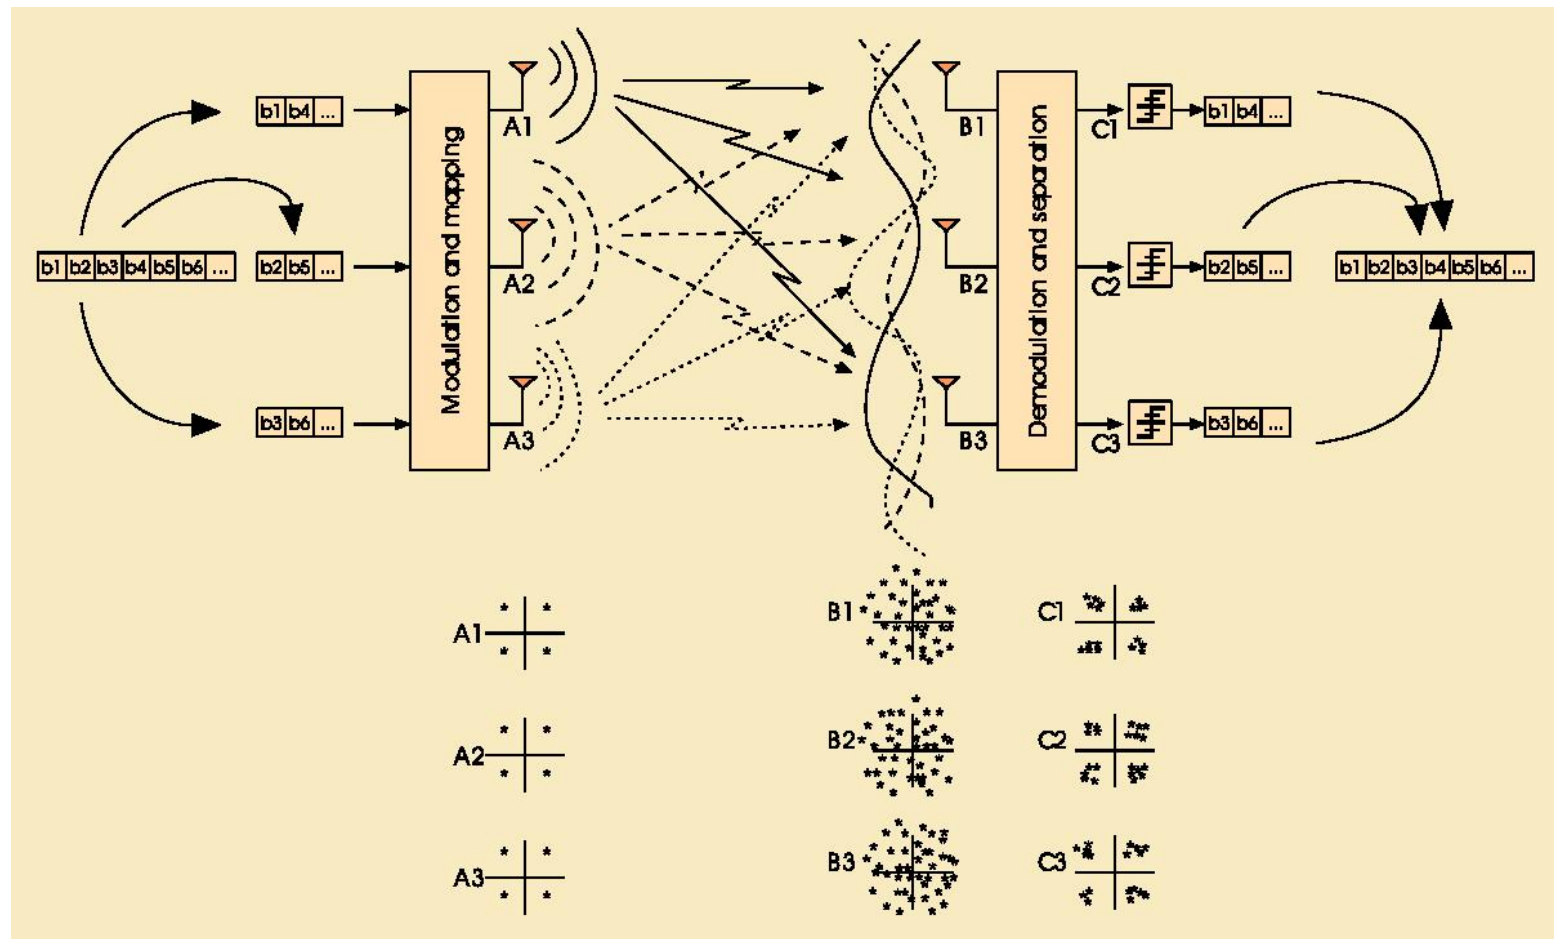 b1 b4 ...
A1
B1
C1
b1 b4 ...
Modulation and mapping
Demodulation and separation
b1 b2 b3 b4 b5 b6 ...
b2 b5 ...
A2
B2
C2
b2 b5 ...
b1 b2 b3 b4 b5 b6 ...
b3 b6 ...
A3
B3
C3
b3 b6 ...
A1
B1
C1
A2
B2
C2
A3
B3
C3